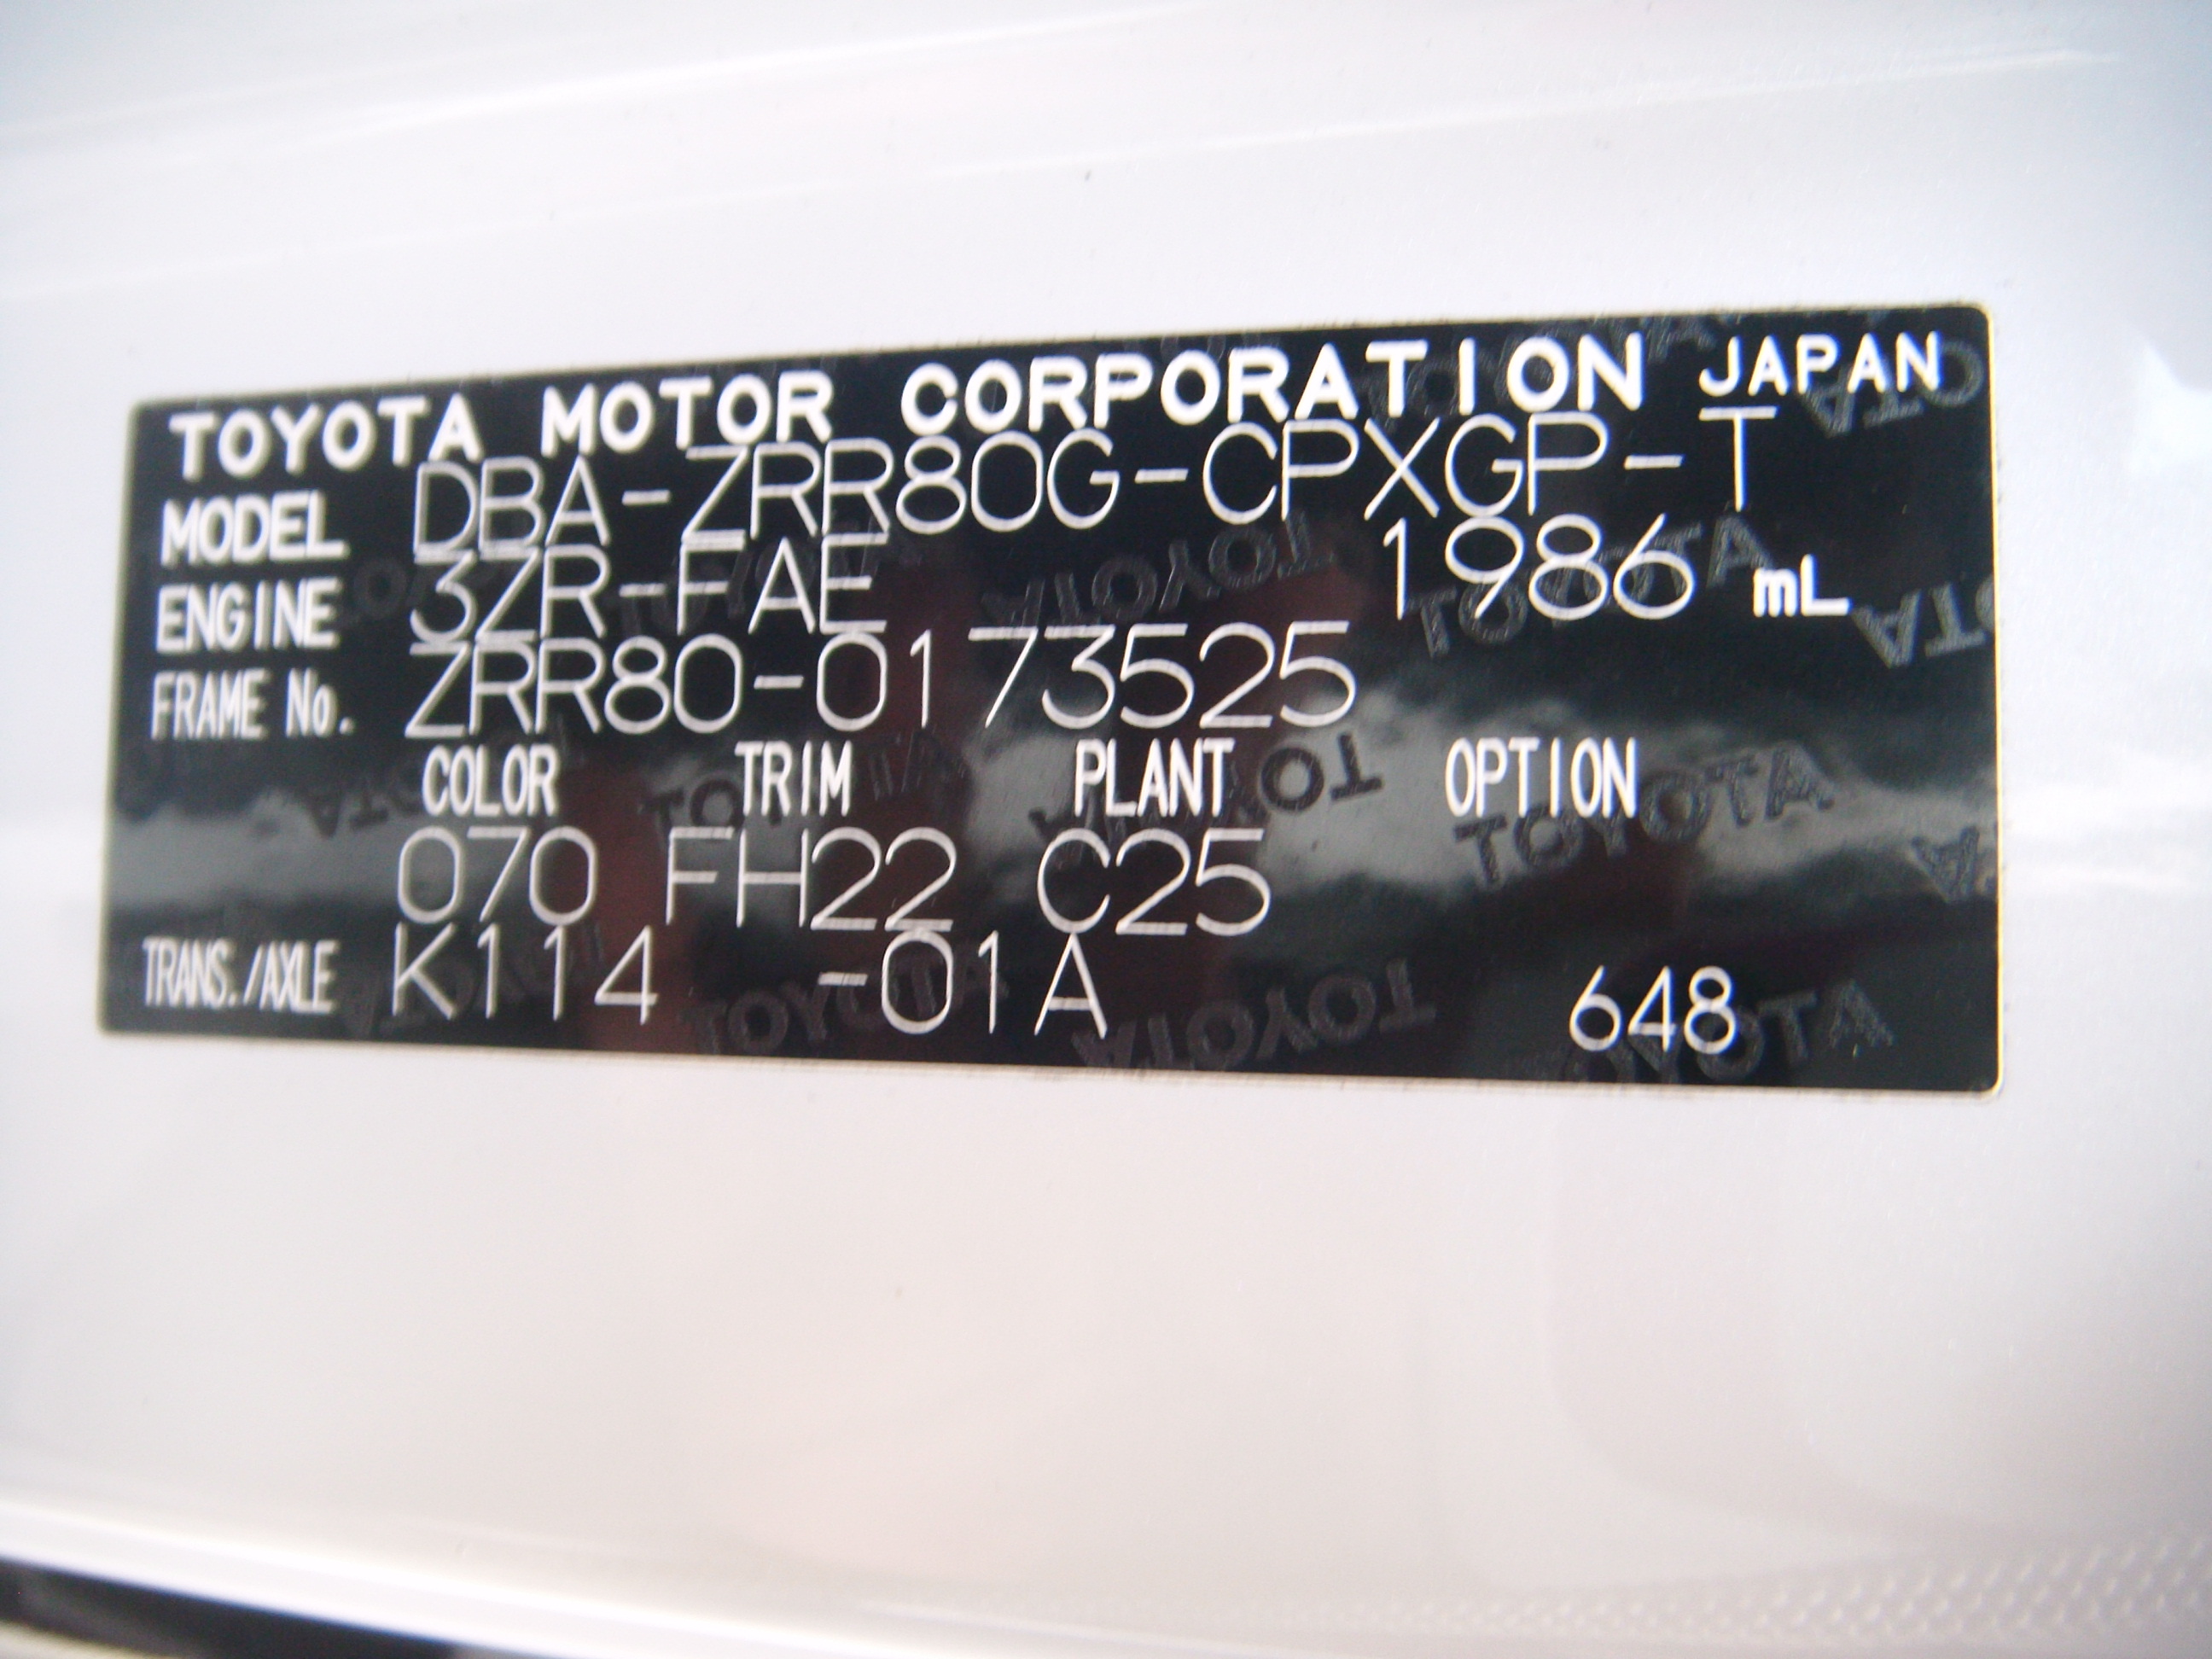 TOYOTA MOTOR CORPORATION JAPAN
MODEL DBA-ZRR80G-CPXGP-T
ENGINE 3ZR-FAE 1986 mL
FRAME No. ZRR80-0173525
COLOR TRIM PLANT OPTION
070 FH22 C25
TRANS./AXLE K114 -01A 648